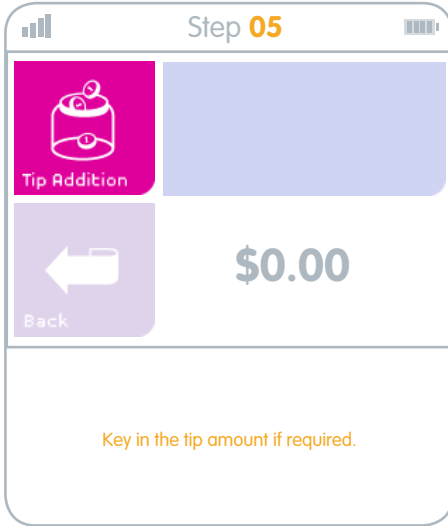 Step 05
Tip Addition
$0.00
Back
Key in the tip amount if required.